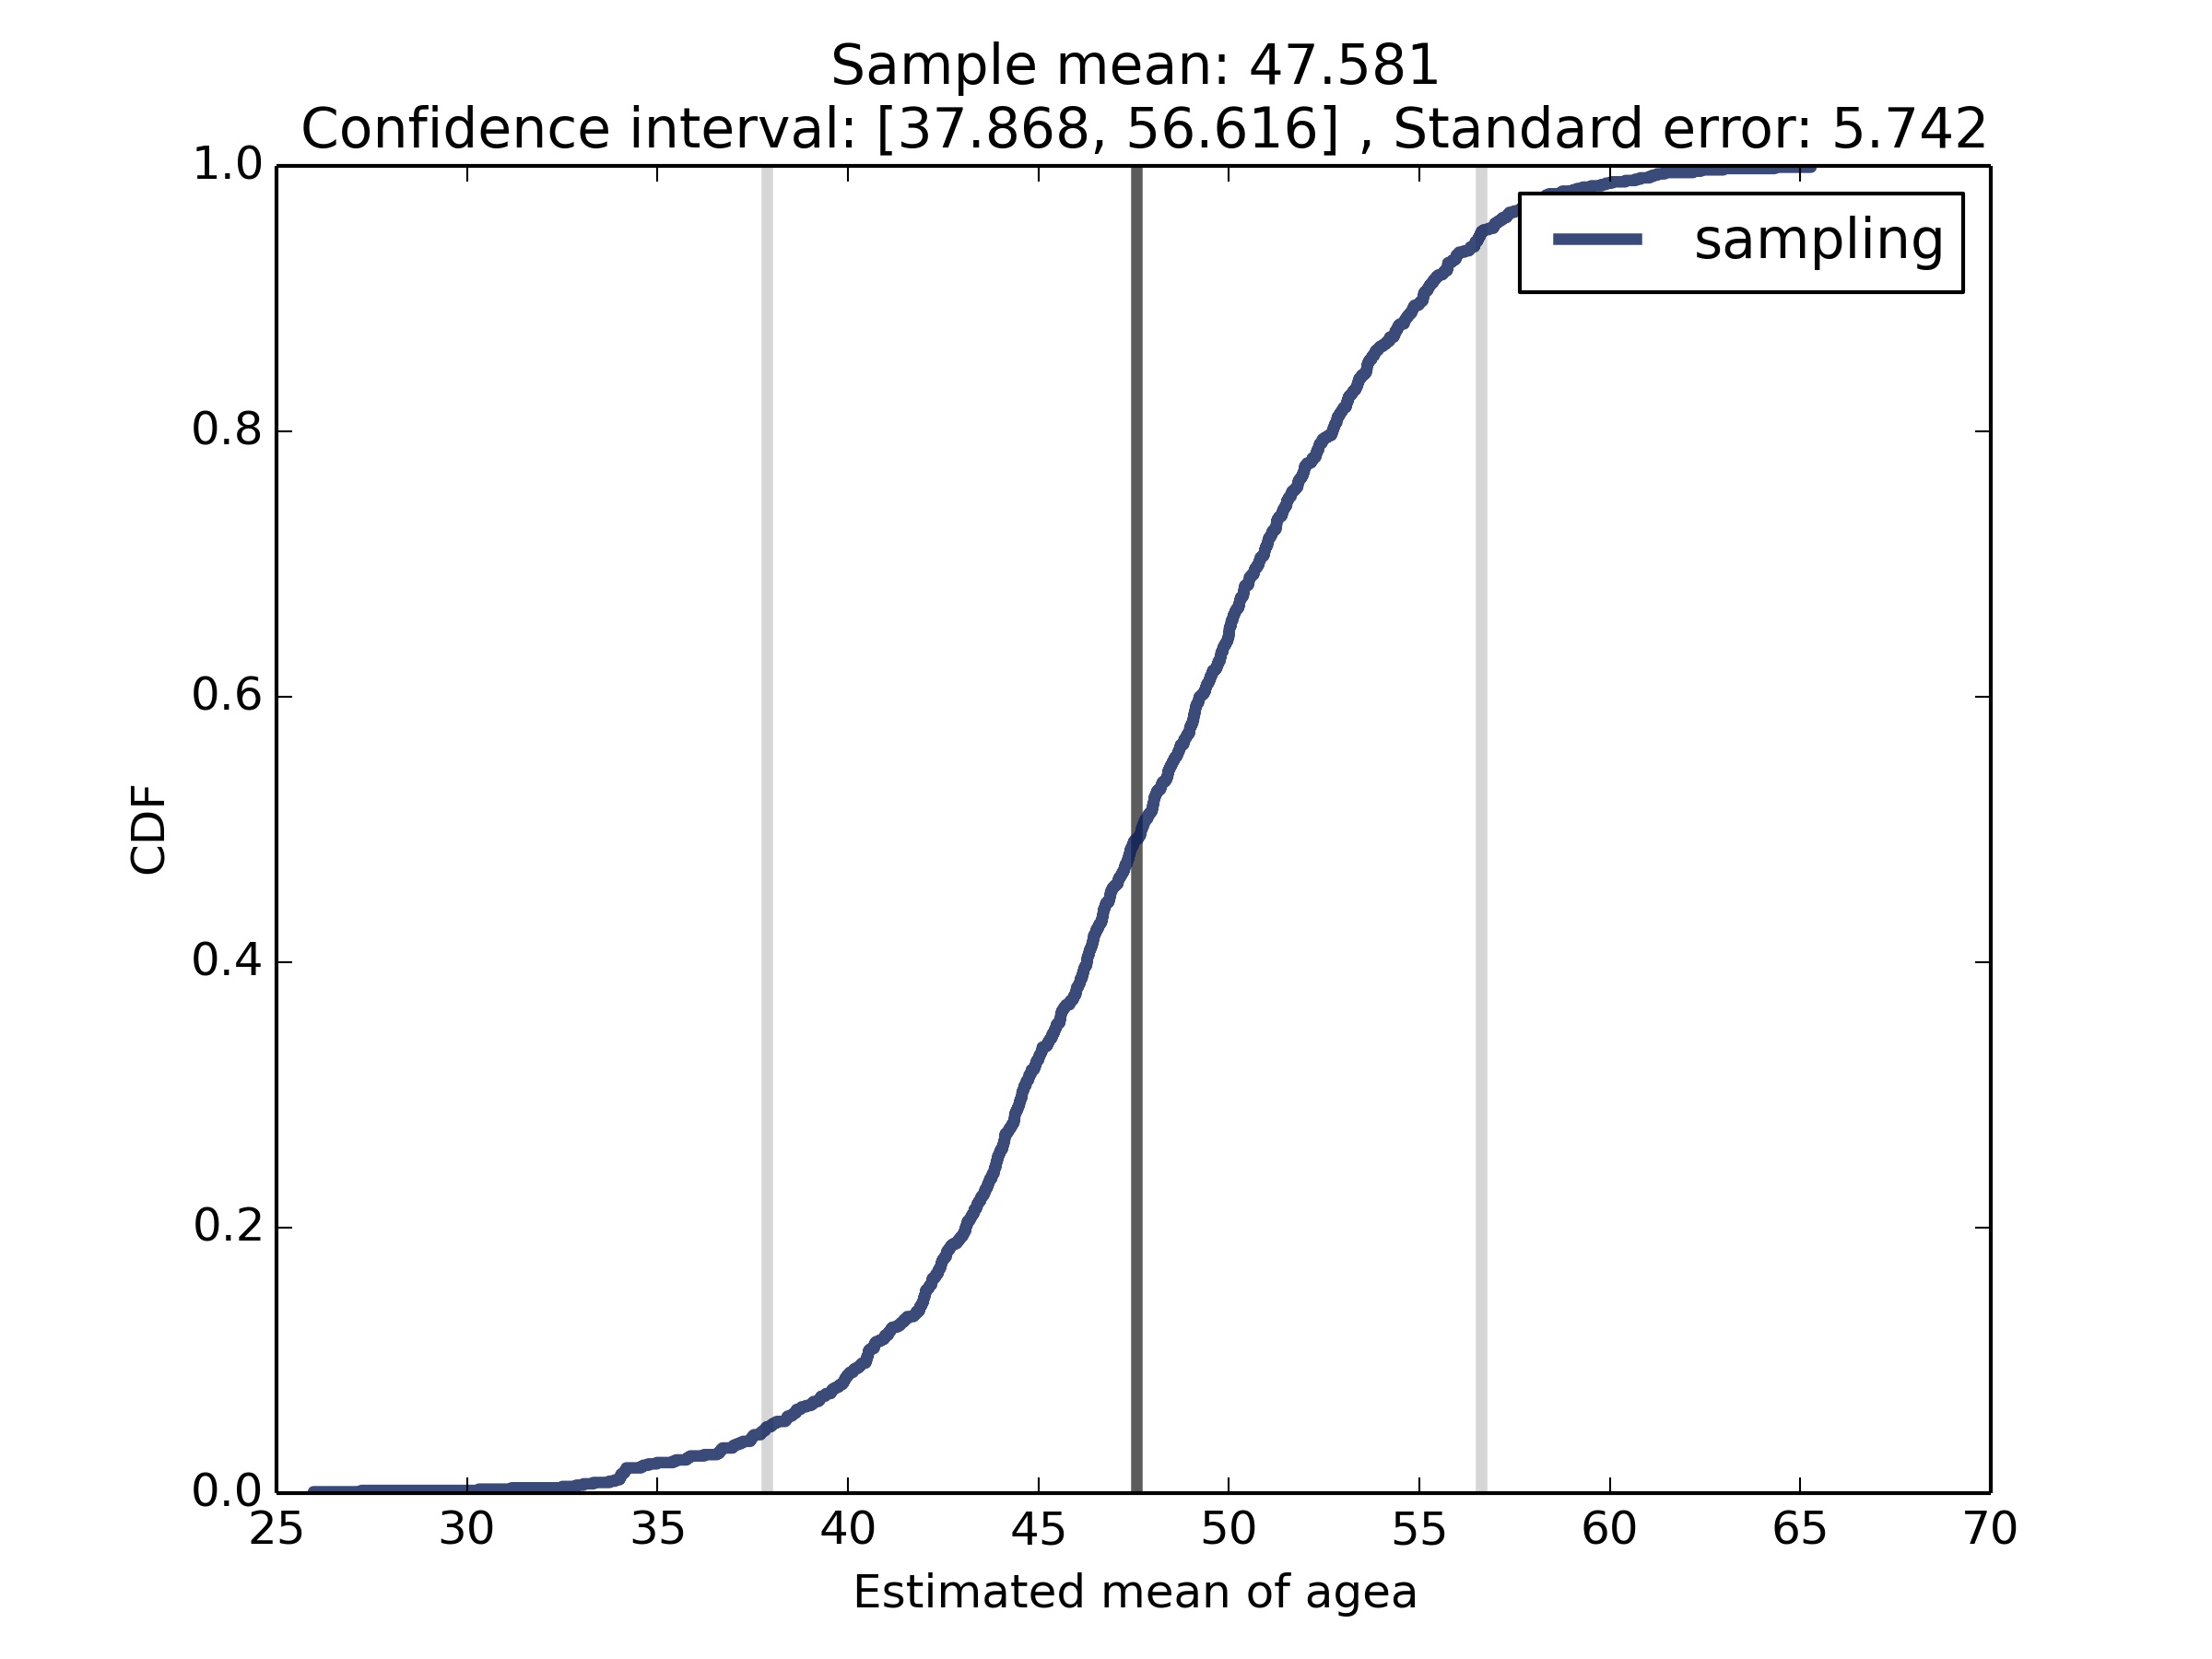 Sample mean: 47.581
Confidence interval: [37.868, 56.616] , Standard error: 5.742
1.0
sampling
0.8
0.6
CDF
0.4
0.2
0.0
25 30 35 40 45 50 55 60 65 70
Estimated mean of agea